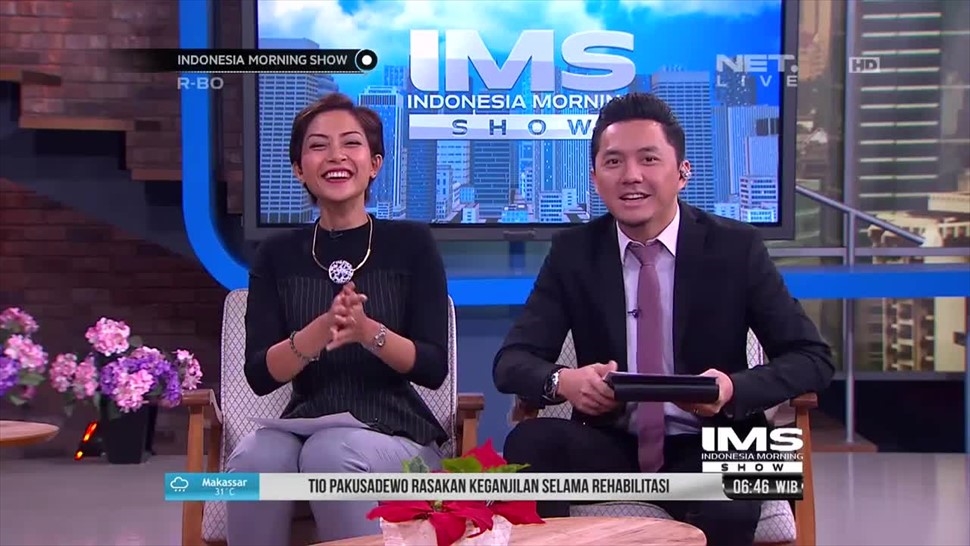 INDONESIA MORNING SHOW
R-BO
IMS
INDONESIA MORNING
SHOW
NET.
LIVE
HD
IMS
INDONESIA MORNING
SHOW
Makassar
31°C
TIO PAKUSADEWO RASAKAN KEGANJILAN SELAMA REHABILITASI
06:46 WIB